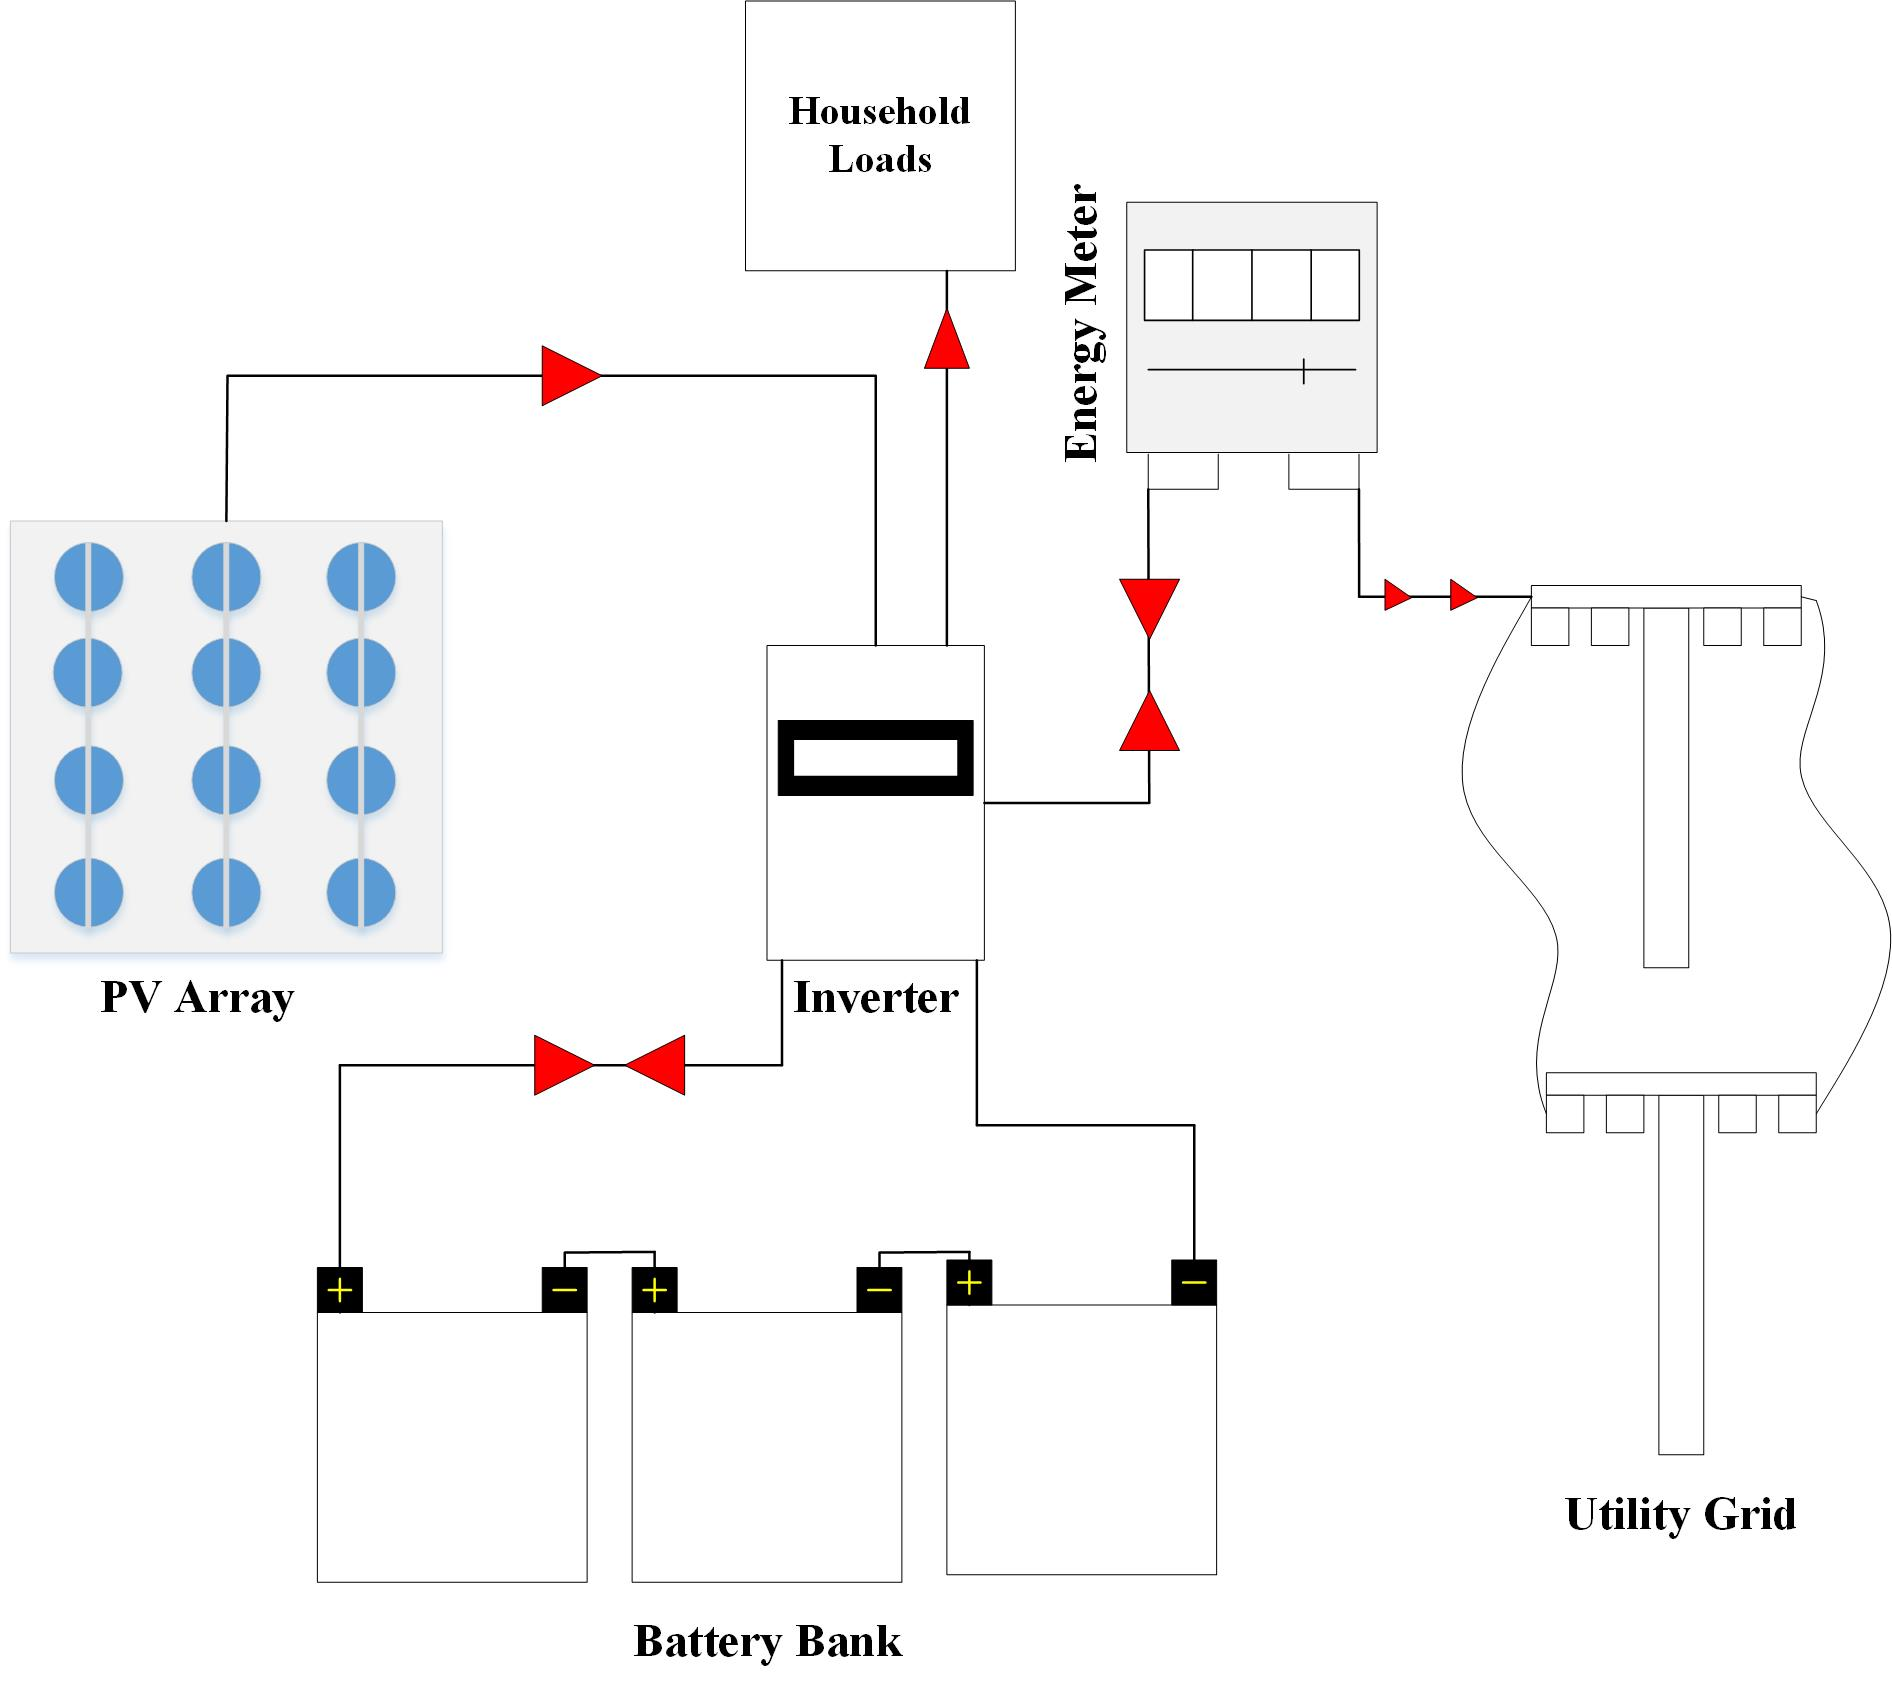 Household
Loads
Energy Meter
PV Array
Inverter
+
−
+
−
+
−
Utility Grid
Battery Bank